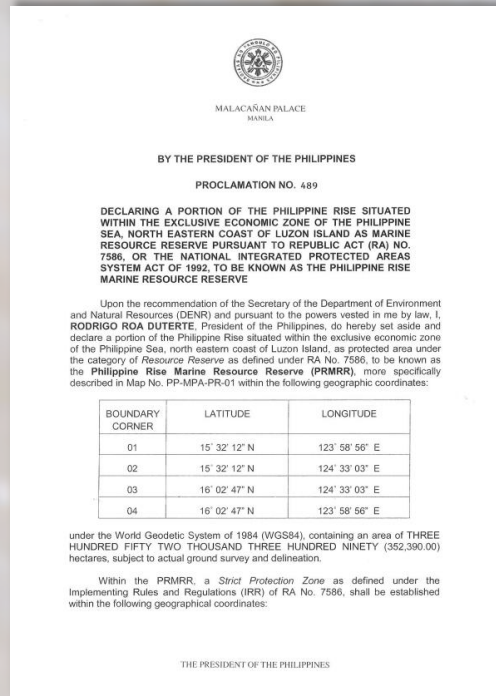 MALACAÑAN PALACE
MANILA
BY THE PRESIDENT OF THE PHILIPPINES
PROCLAMATION NO. 489
DECLARING A PORTION OF THE PHILIPPINE RISE SITUATED
WITHIN THE EXCLUSIVE ECONOMIC ZONE OF THE PHILIPPINE
SEA, NORTH EASTERN COAST OF LUZON ISLAND AS MARINE
RESOURCE RESERVE PURSUANT TO REPUBLIC ACT (RA) NO.
7586, OR THE NATIONAL INTEGRATED PROTECTED AREAS
SYSTEM ACT OF 1992, TO BE KNOWN AS THE PHILIPPINE RISE
MARINE RESOURCE RESERVE
Upon the recommendation of the Secretary of the Department of Environment
and Natural Resources (DENR) and pursuant to the powers vested in me by law, I,
RODRIGO ROA DUTERTE, President of the Philippines, do hereby set aside and
declare a portion of the Philippine Rise situated within the exclusive economic zone
of the Philippine Sea, north eastern coast of Luzon Island, as protected area under
the category of Resource Reserve as defined under RA No. 7586, to be known as
the Philippine Rise Marine Resource Reserve (PRMRR), more specifically
described in Map No. PP-MPA-PR-01 within the following geographic coordinates:
BOUNDARY CORNER LATITUDE LONGITUDE
01 15° 32' 12" N 123° 58' 56" E
02 15° 32' 12" N 124° 33' 03" E
03 16° 02' 47" N 124° 33' 03" E
04 16° 02' 47" N 123° 58' 56" E
under the World Geodetic System of 1984 (WGS84), containing an area of THREE
HUNDRED FIFTY TWO THOUSAND THREE HUNDRED NINETY (352,390.00)
hectares, subject to actual ground survey and delineation.
Within the PRMRR, a Strict Protection Zone as defined under the
Implementing Rules and Regulations (IRR) of RA No. 7586, shall be established
within the following geographical coordinates:
THE PRESIDENT OF THE PHILIPPINES